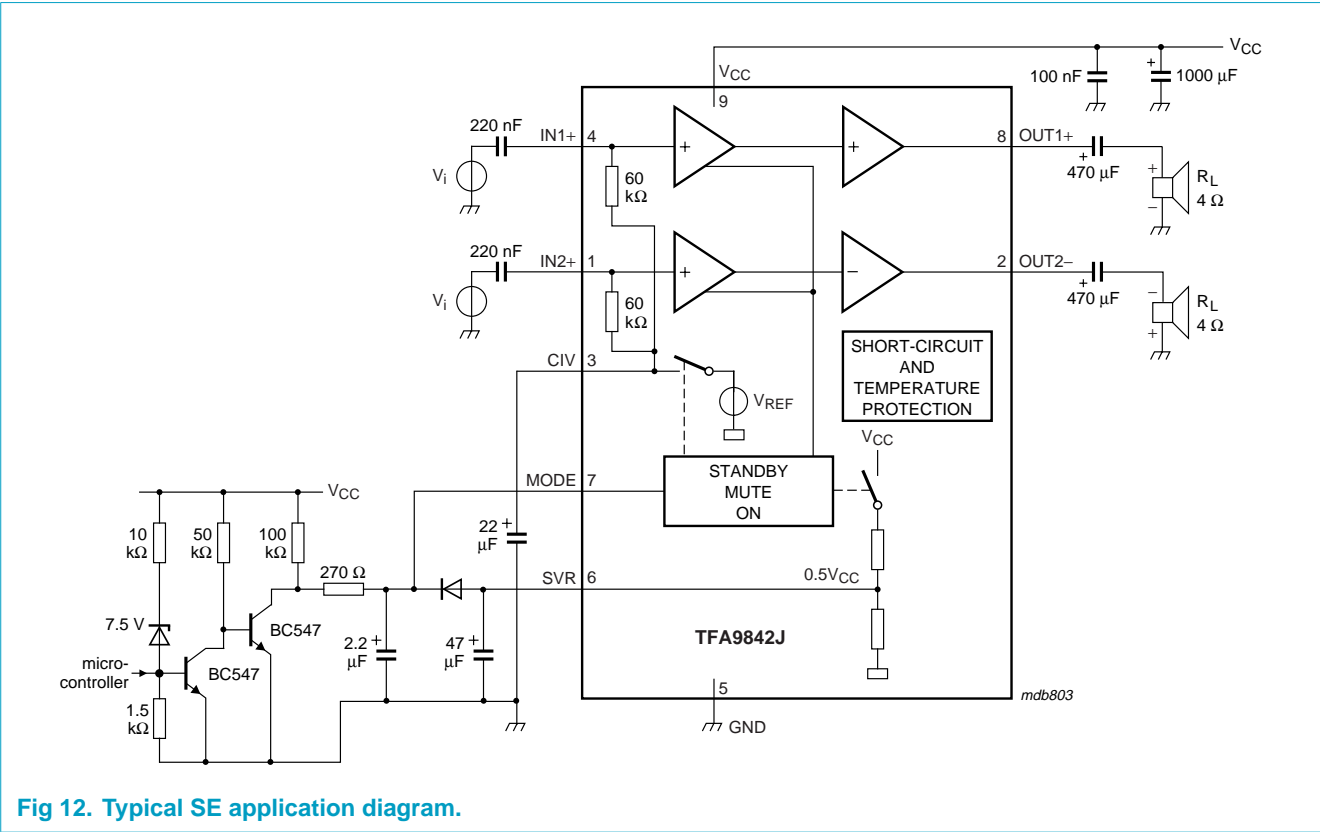 VCC
VCC
9
100 nF
+
1000 µF
220 nF
IN1+
4
+
+
8
OUT1+
+
470 µF
Vi
60
kΩ
+
−
RL
4 Ω
220 nF
IN2+
1
+
−
2
OUT2−
+
470 µF
Vi
60
kΩ
−
+
RL
4 Ω
CIV
3
VREF
SHORT-CIRCUIT
AND
TEMPERATURE
PROTECTION
VCC
MODE
7
STANDBY
MUTE
ON
VCC
10
kΩ
50
kΩ
100
kΩ
22
µF
+
270 Ω
SVR
6
0.5VCC
7.5 V
BC547
2.2
µF
+
47
µF
+
TFA9842J
micro-
controller
BC547
1.5
kΩ
5
GND
mdb803
Fig 12. Typical SE application diagram.